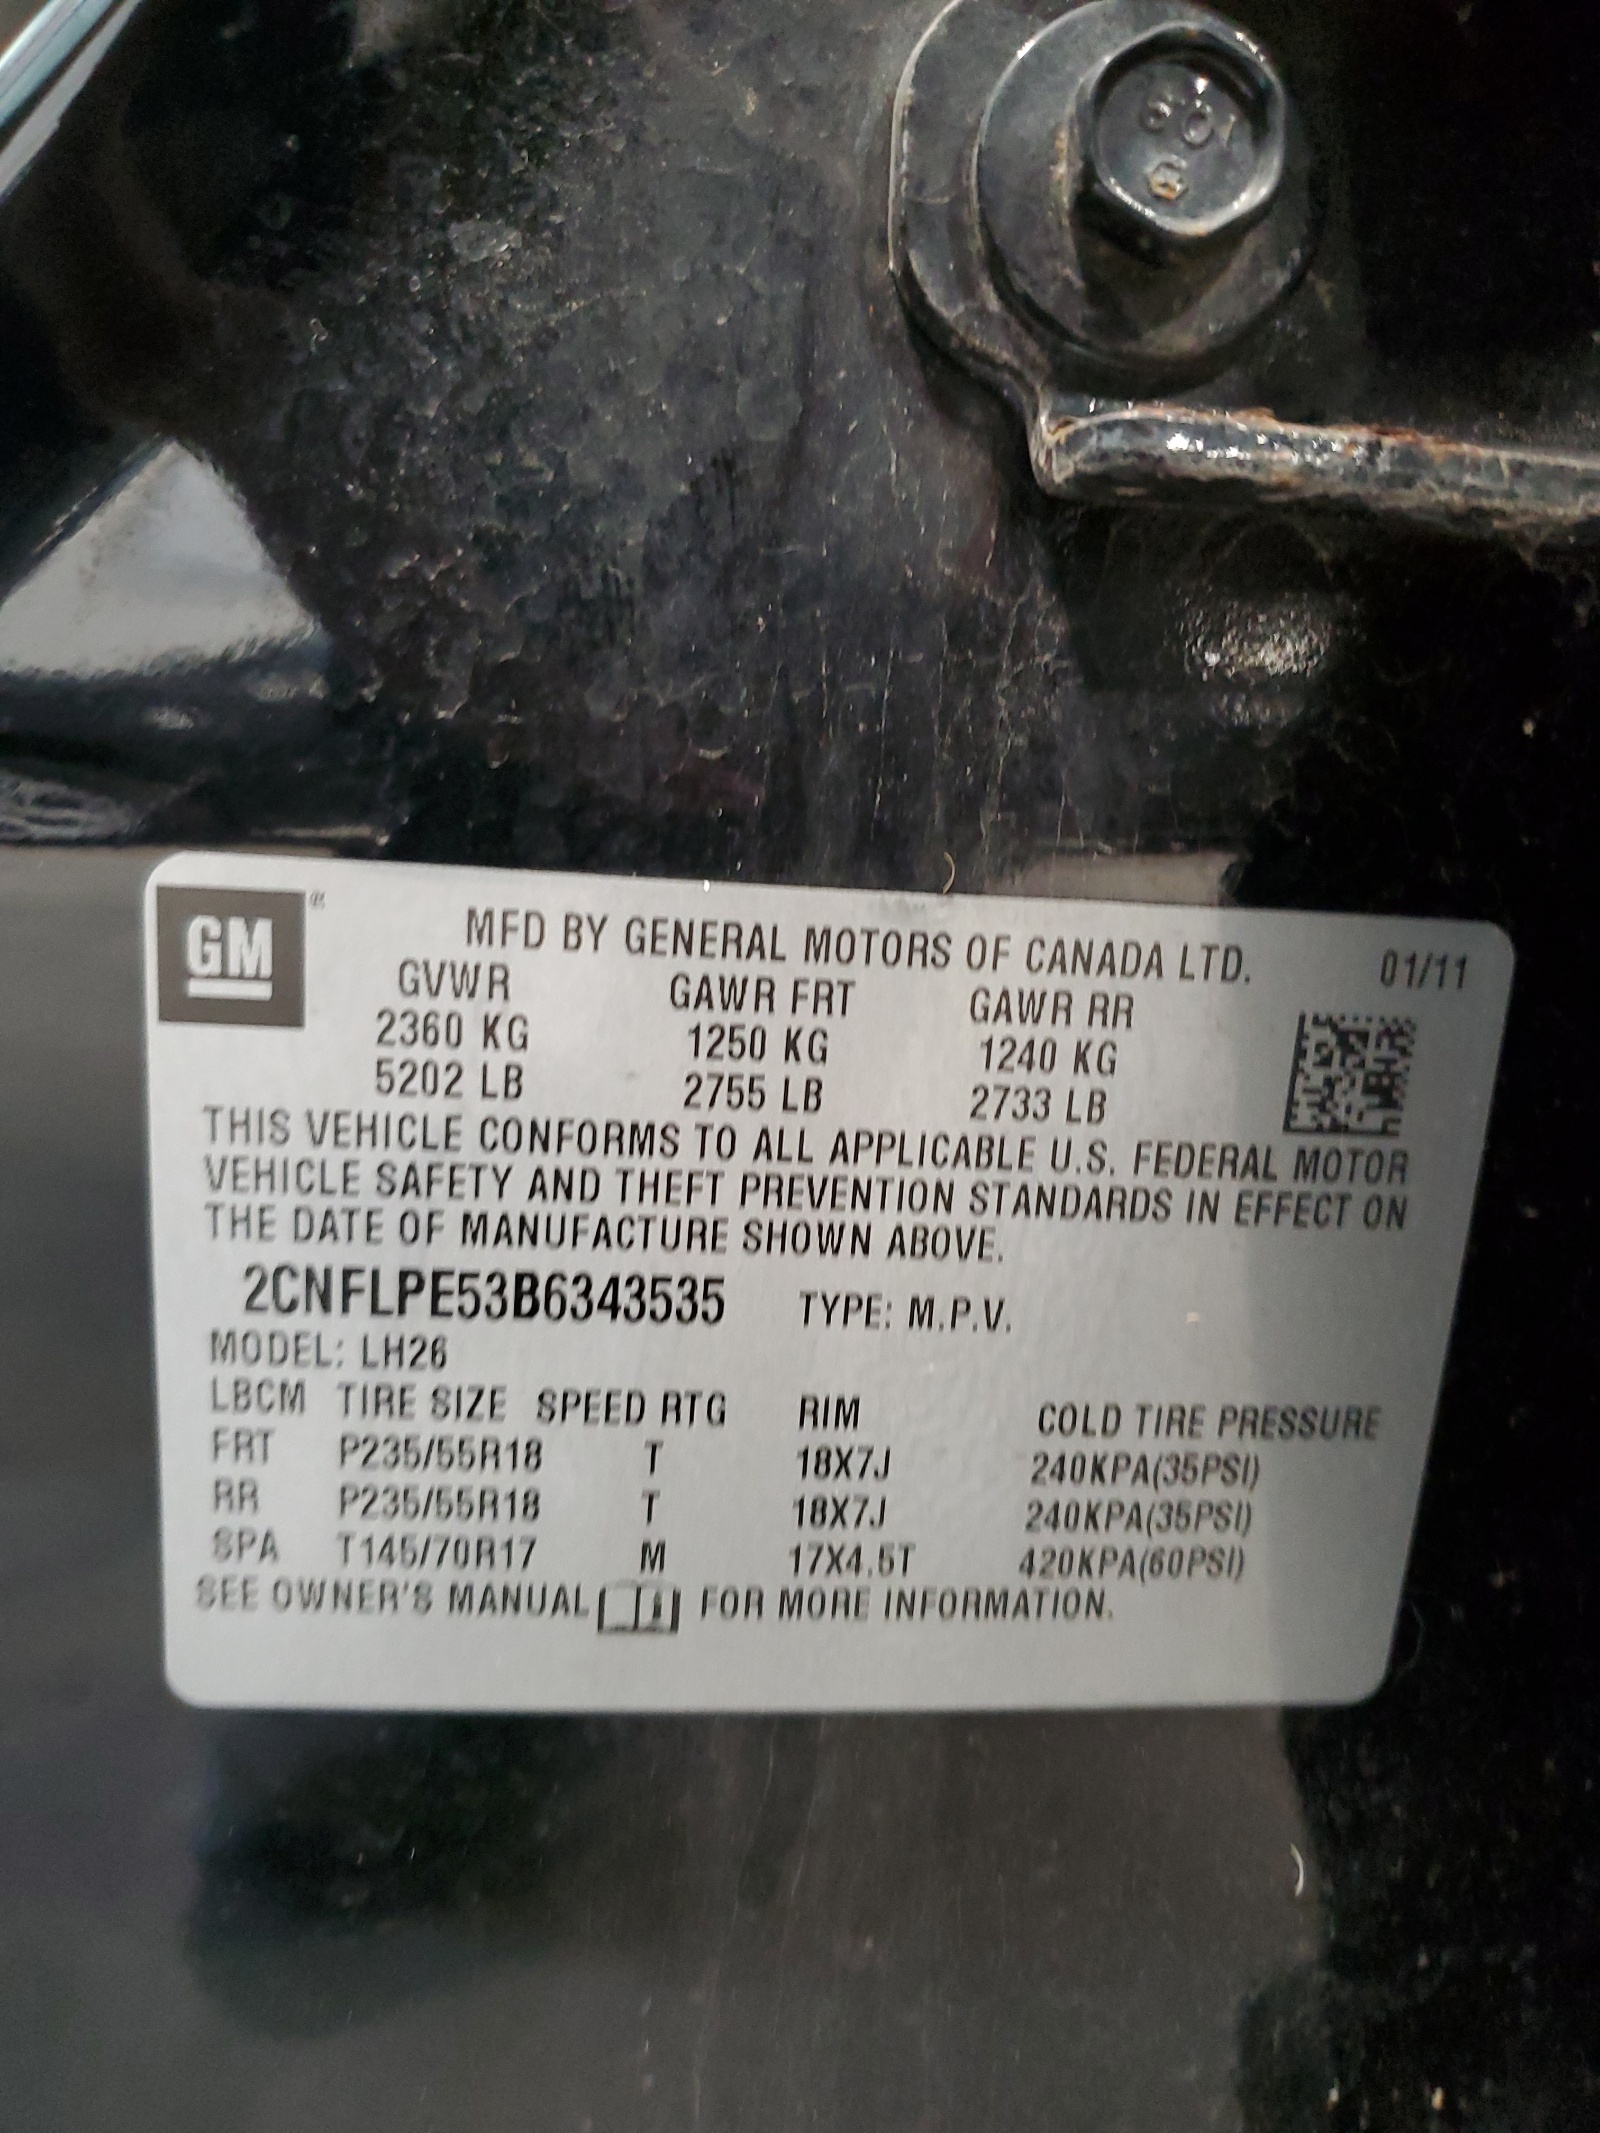 GM ®
MFD BY GENERAL MOTORS OF CANADA LTD. 01/11
GVWR GAWR FRT GAWR RR
2360 KG 1250 KG 1240 KG
5202 LB 2755 LB 2733 LB
THIS VEHICLE CONFORMS TO ALL APPLICABLE U.S. FEDERAL MOTOR
VEHICLE SAFETY AND THEFT PREVENTION STANDARDS IN EFFECT ON
THE DATE OF MANUFACTURE SHOWN ABOVE.
2CNFLPE53B6343535 TYPE: M.P.V.
MODEL: LH26
LBCM TIRE SIZE SPEED RTG RIM COLD TIRE PRESSURE
FRT P235/55R18 T 18X7J 240KPA(35PSI)
RR P235/55R18 T 18X7J 240KPA(35PSI)
SPA T145/70R17 M 17X4.5T 420KPA(60PSI)
SEE OWNER'S MANUAL FOR MORE INFORMATION.